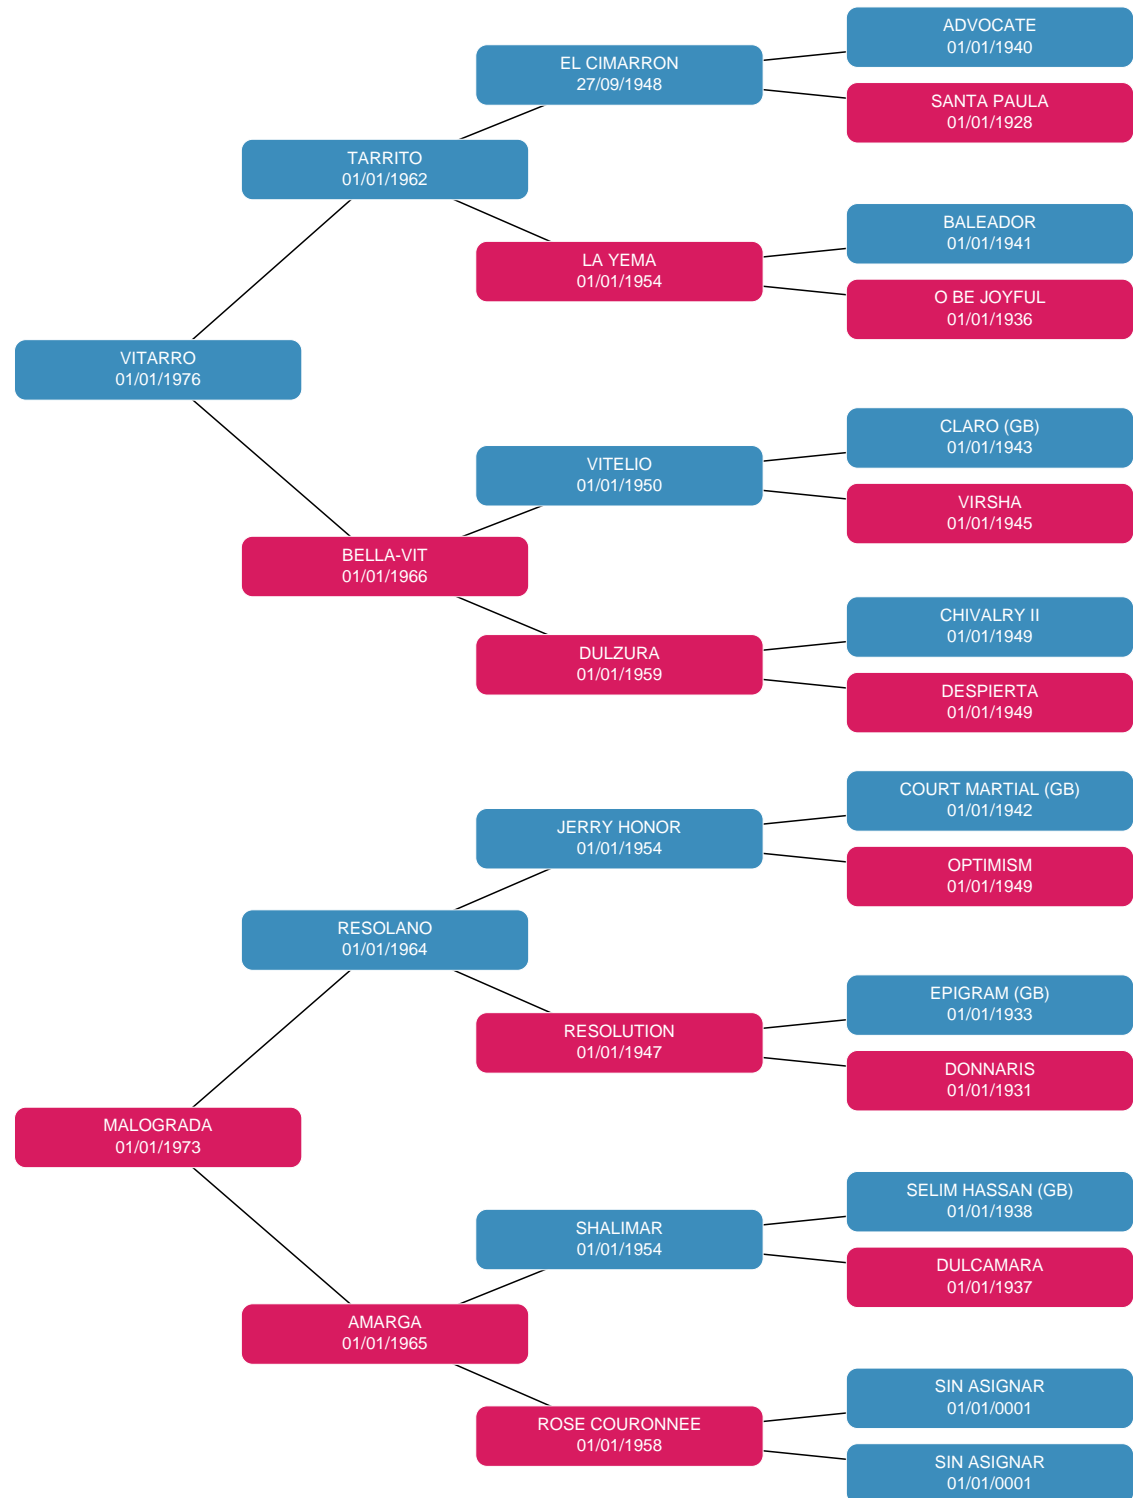 ADVOCATE
01/01/1940
EL CIMARRON
27/09/1948
SANTA PAULA
01/01/1928
TARRITO
01/01/1962
BALEADOR
01/01/1941
LA YEMA
01/01/1954
O BE JOYFUL
01/01/1936
VITARRO
01/01/1976
CLARO (GB)
01/01/1943
VITELIO
01/01/1950
VIRSHA
01/01/1945
BELLA-VIT
01/01/1966
CHIVALRY II
01/01/1949
DULZURA
01/01/1959
DESPIERTA
01/01/1949
COURT MARTIAL (GB)
01/01/1942
JERRY HONOR
01/01/1954
OPTIMISM
01/01/1949
RESOLANO
01/01/1964
EPIGRAM (GB)
01/01/1933
RESOLUTION
01/01/1947
DONNARIS
01/01/1931
MALOGRADA
01/01/1973
SELIM HASSAN (GB)
01/01/1938
SHALIMAR
01/01/1954
DULCAMARA
01/01/1937
AMARGA
01/01/1965
SIN ASIGNAR
01/01/0001
ROSE COURONNEE
01/01/1958
SIN ASIGNAR
01/01/0001